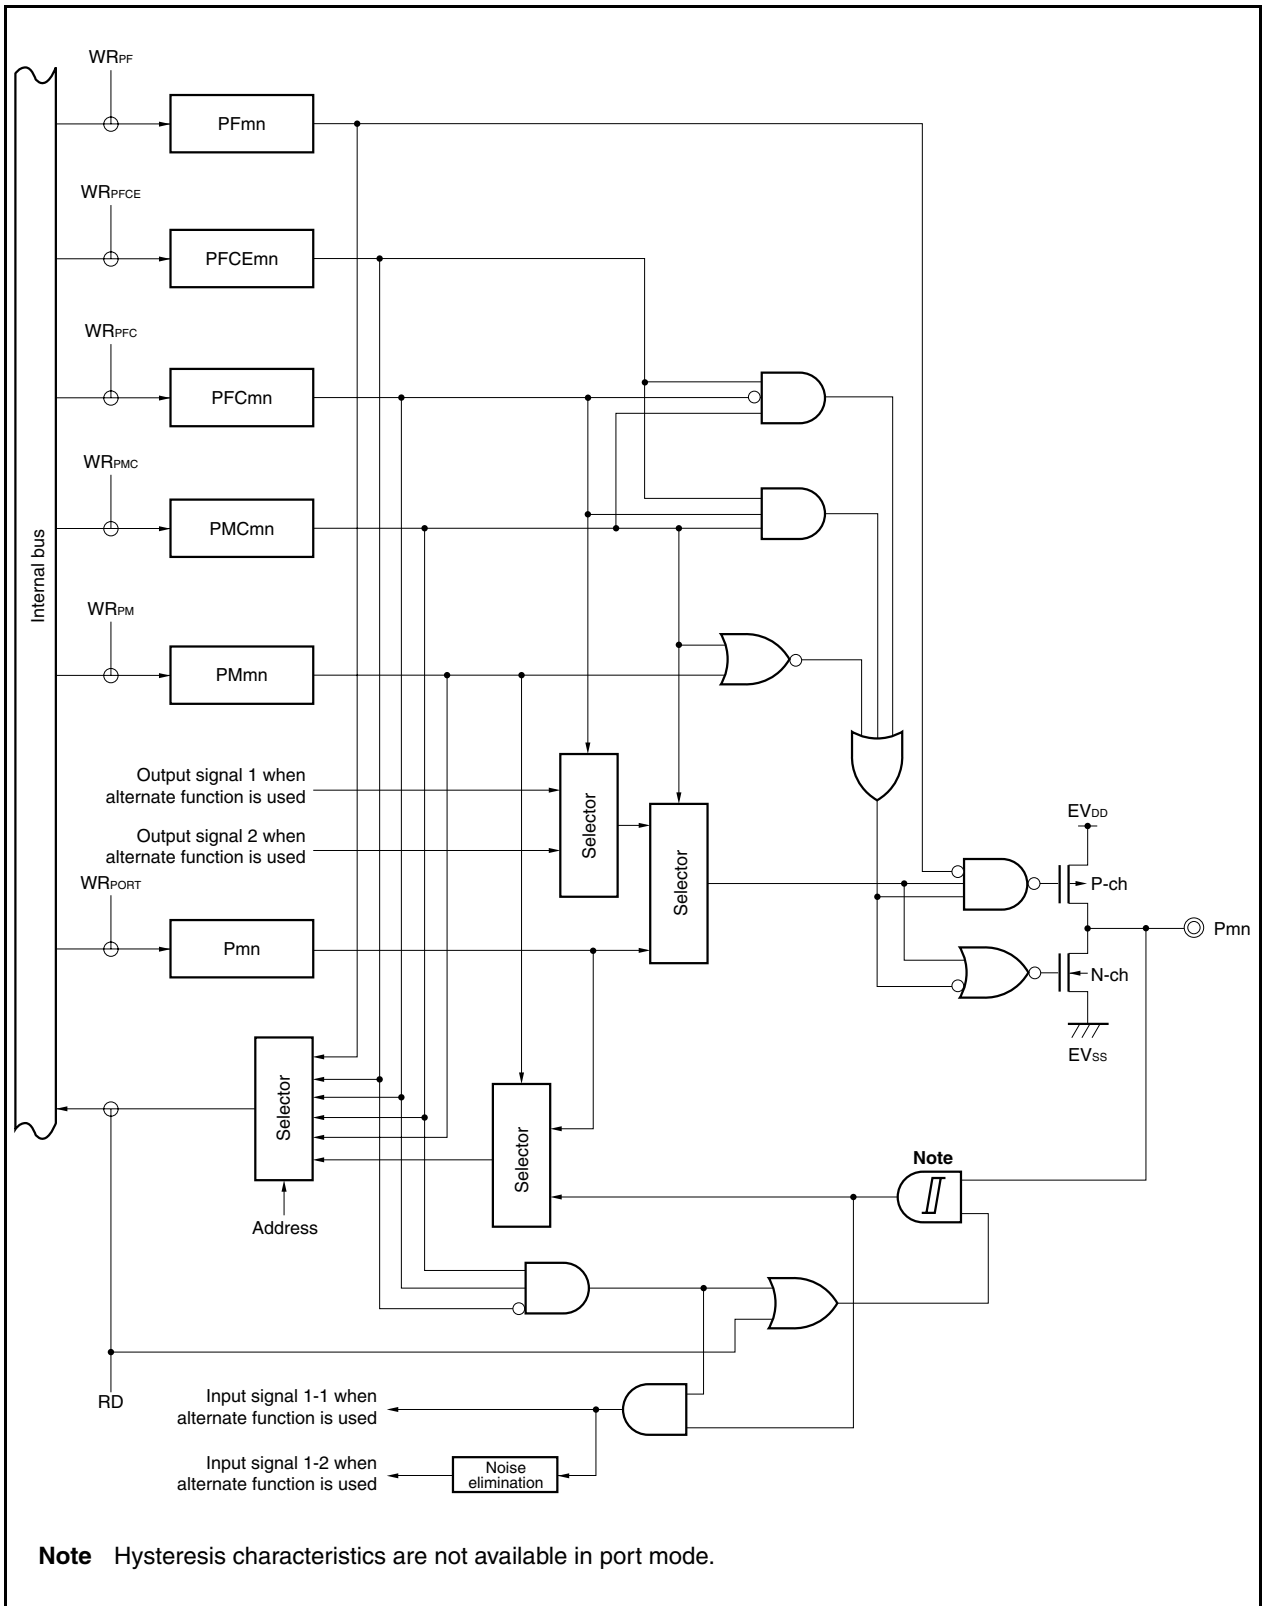 WRPF
PFmn
WRPFCE
PFCEmn
WRPFC
PFCmn
WRPMC
PMCmn
Internal bus
WRPM
PMmn
Output signal 1 when
alternate function is used
Output signal 2 when
alternate function is used
Selector
Selector
WRPORT
Pmn
EVDD
P-ch
Pmn
N-ch
EVSS
Selector
Selector
Address
Note
RD
Input signal 1-1 when
alternate function is used
Input signal 1-2 when
alternate function is used
Noise
elimination
Note Hysteresis characteristics are not available in port mode.